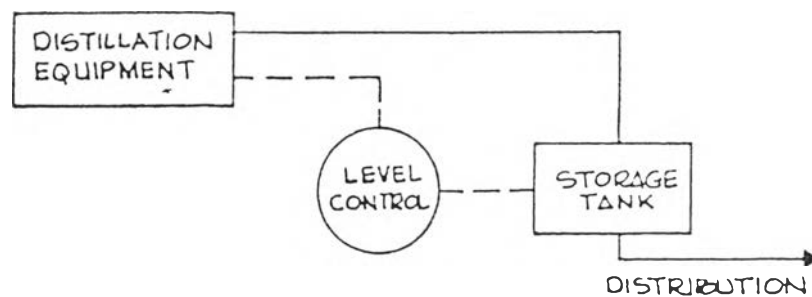 DISTILLATION
EQUIPMENT
LEVEL
CONTROL
STORAGE
TANK
DISTRIBUTION